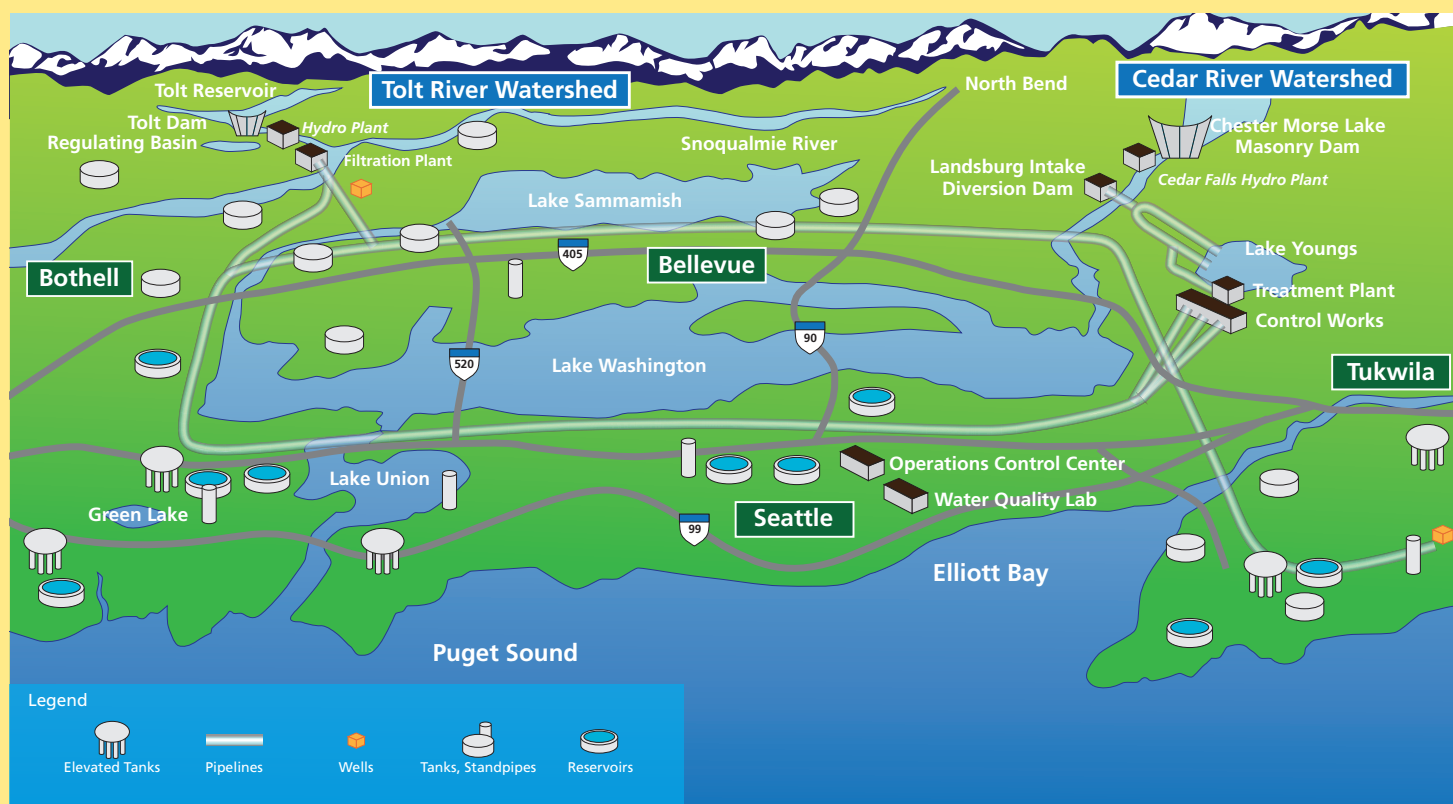 Tolt River Watershed
Cedar River Watershed
Tolt Reservoir
Tolt Dam
Regulating Basin
Hydro Plant
Filtration Plant
North Bend
Snoqualmie River
Chester Morse Lake
Masonry Dam
Landsburg Intake
Diversion Dam
Cedar Falls Hydro Plant
Lake Sammamish
Bothell
405
Bellevue
Lake Youngs
Treatment Plant
Control Works
520
Lake Washington
90
Tukwila
Lake Union
Operations Control Center
Water Quality Lab
Green Lake
99
Seattle
Elliott Bay
Puget Sound
Legend
Elevated Tanks
Pipelines
Wells
Tanks, Standpipes
Reservoirs